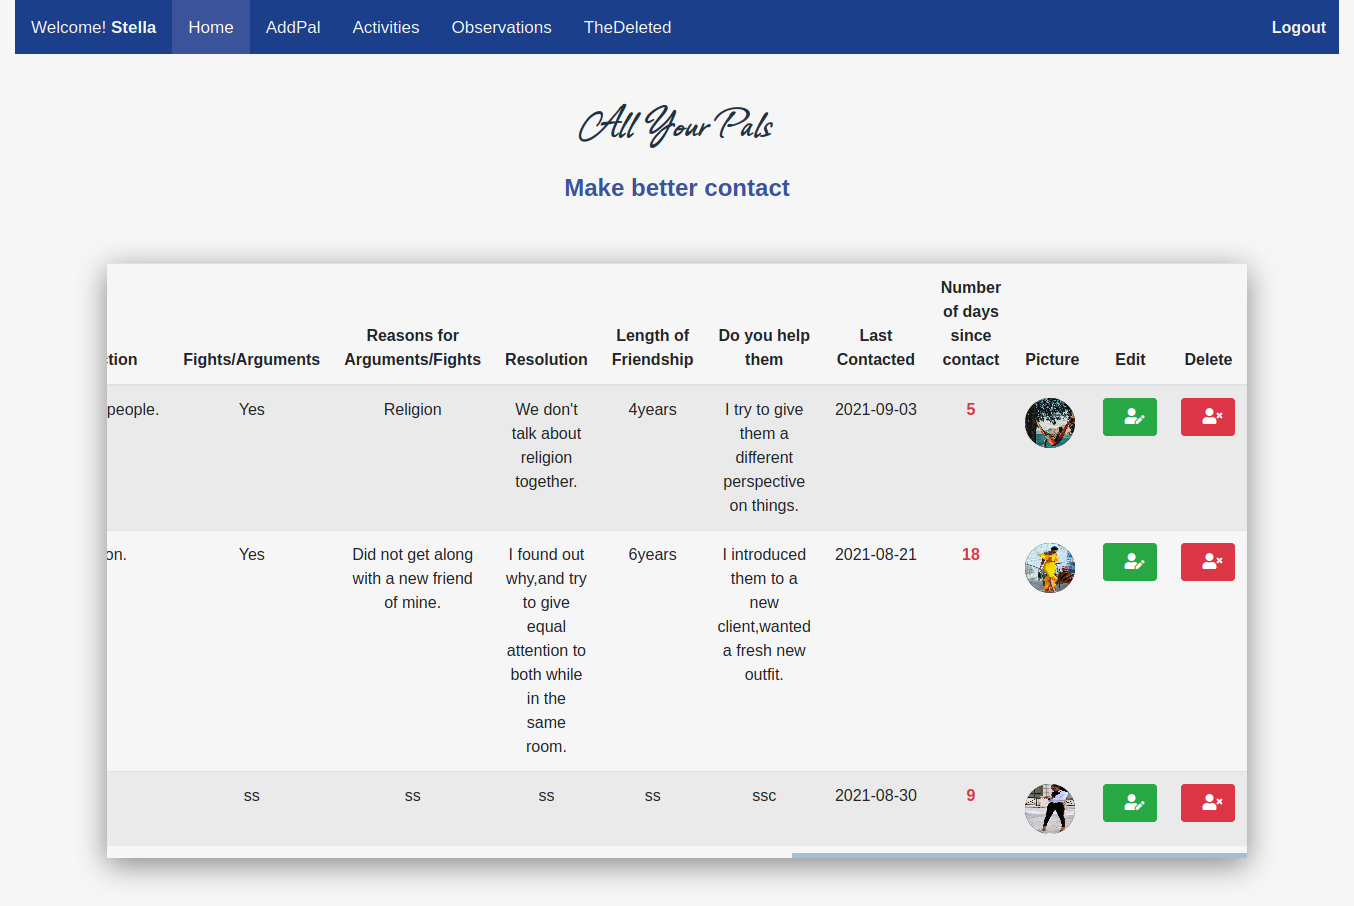 Welcome! Stella Home AddPal Activities Observations TheDeleted Logout
All Your Pals
Make better contact
Number
of days
Reasons for Length of Do you help Last since
ction Fights/Arguments Arguments/Fights Resolution Friendship them Contacted contact Picture Edit Delete
people. Yes Religion We don't 4years I try to give 2021-09-03 5
talk about them a
religion different
together. perspective
on things.
on. Yes Did not get along I found out 6years I introduced 2021-08-21 18
with a new friend why,and try them to a
of mine. to give new
equal client,wanted
attention to a fresh new
both while outfit.
in the
same
room.
ss ss ss ss ssc 2021-08-30 9